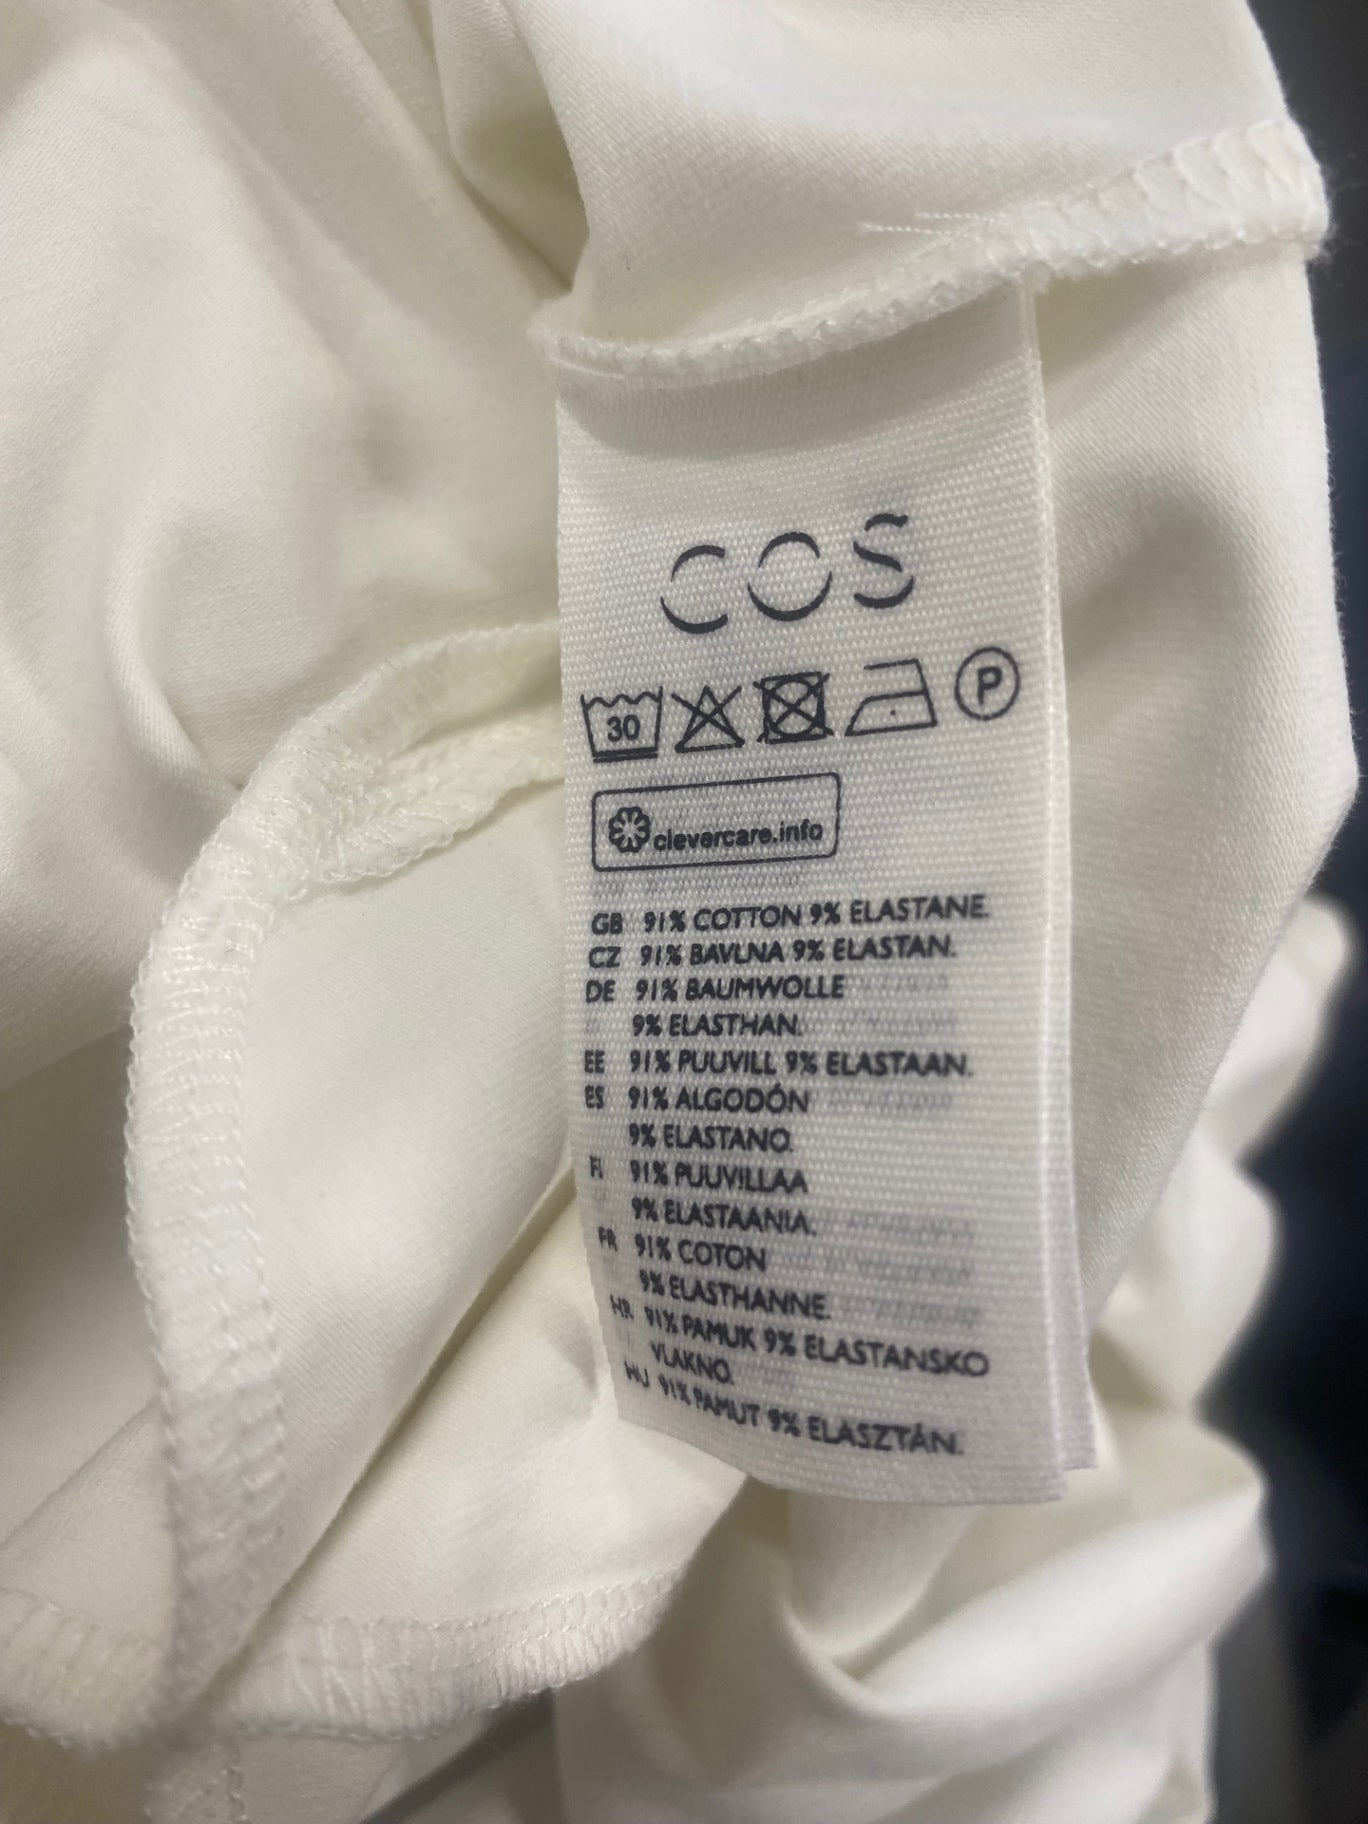 COS
30 P
clevercare.info
GB 91% COTTON 9% ELASTANE.
CZ 91% BAVLNA 9% ELASTAN.
DE 91% BAUMWOLLE
9% ELASTHAN.
EE 91% PUUVILL 9% ELASTAAN.
ES 91% ALGODÓN
9% ELASTANO.
FI 91% PUUVILLAA
9% ELASTAANIA.
FR 91% COTON
9% ELASTHANNE.
HR 91% PAMUK 9% ELASTANSKO
VLAKNO.
HU 91% PAMUT 9% ELASZTÁN.